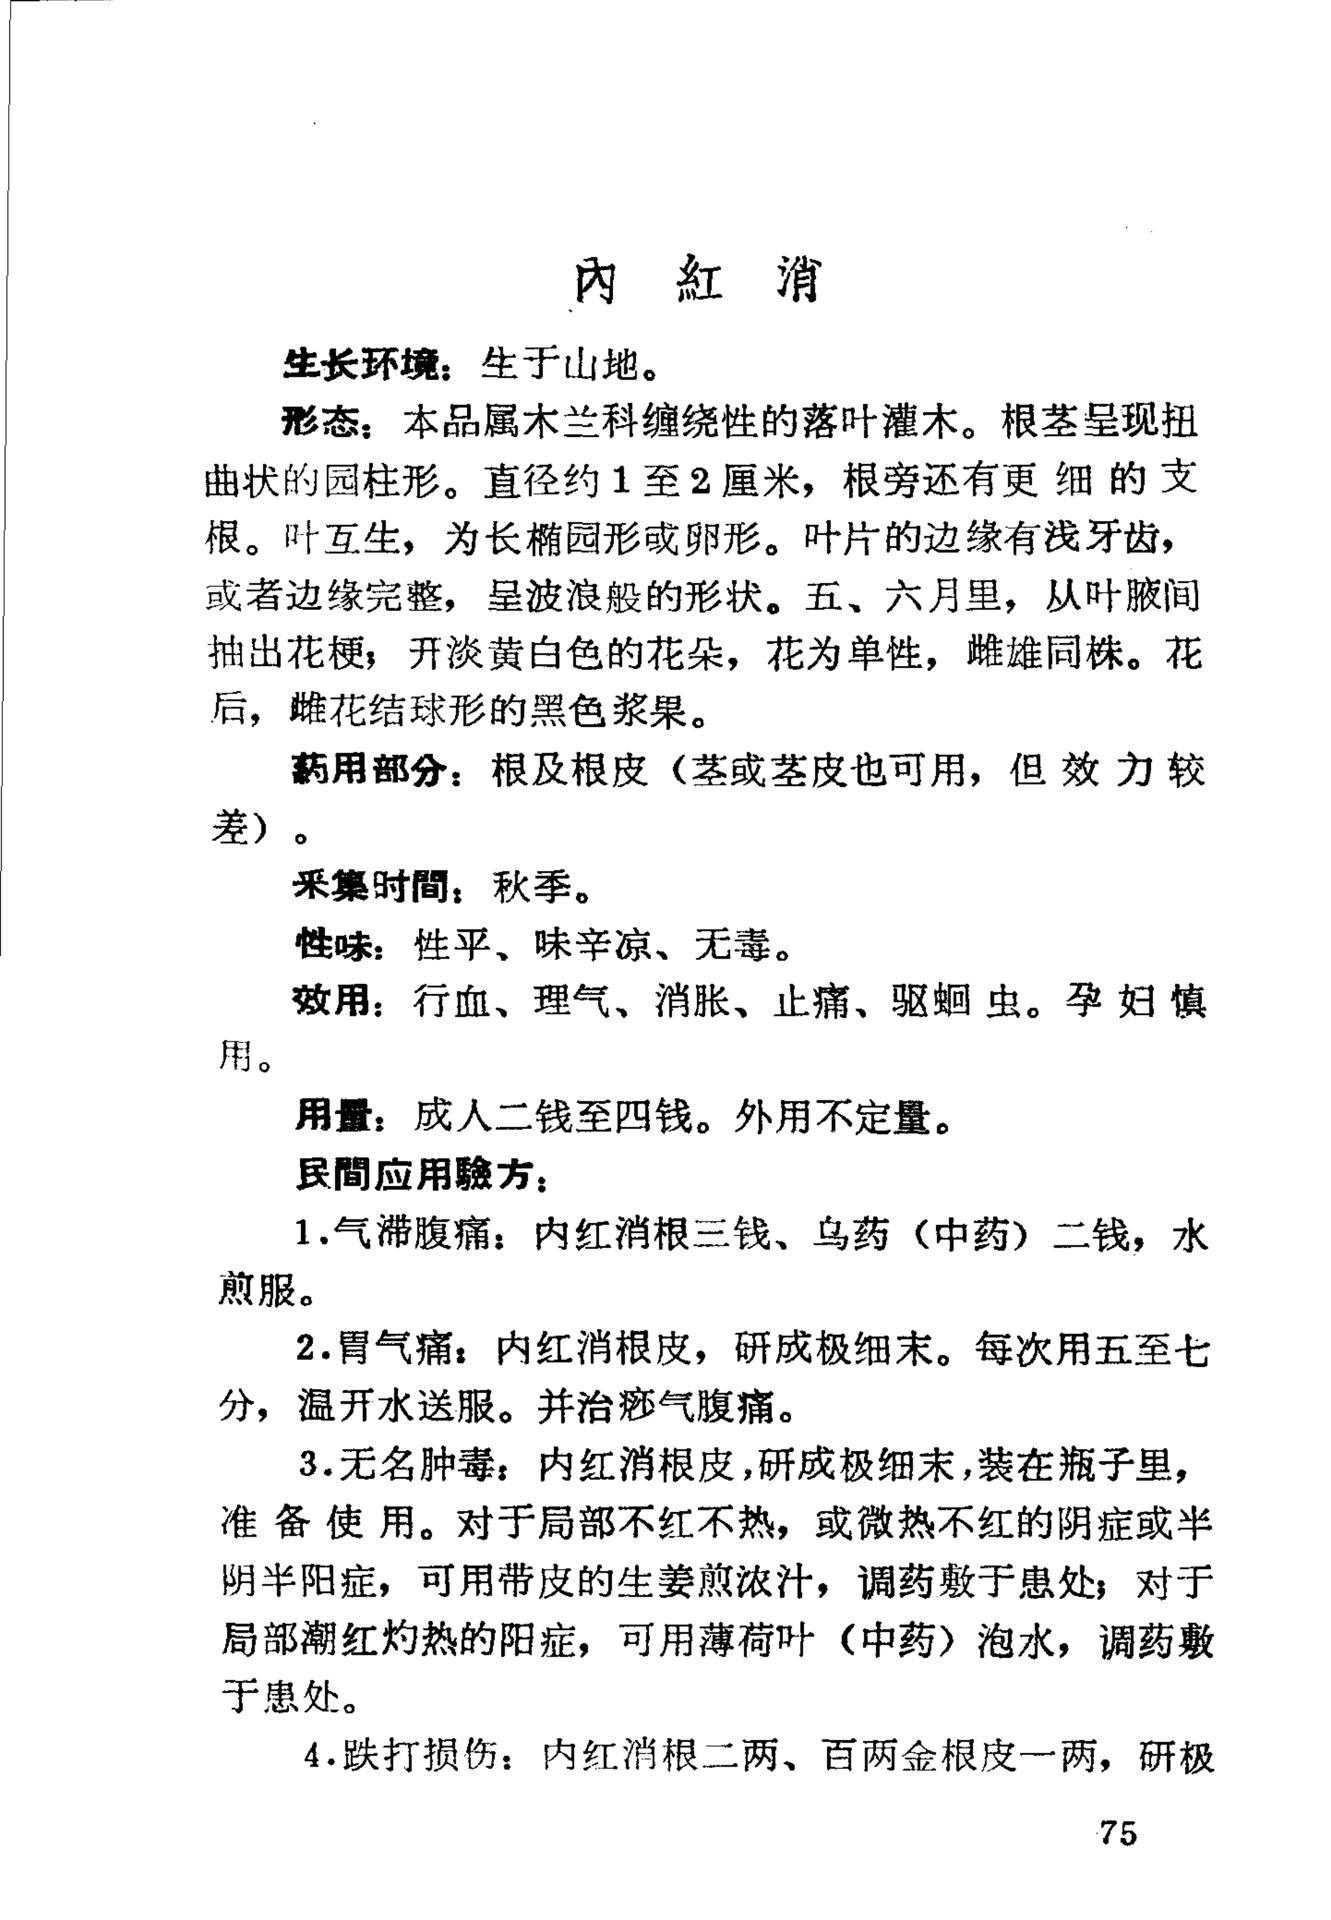 內紅消
生长环境：生于山地。
形态：本品属木兰科缠绕性的落叶灌木。根茎呈现扭
曲状的园柱形。直径约1至2厘米，根旁还有更细的支
根。叶互生，为长椭园形或卵形。叶片的边缘有浅牙齿，
或者边缘完整，呈波浪般的形状。五、六月里，从叶腋间
抽出花梗；开淡黄白色的花朵，花为单性，雌雄同株。花
后，雌花结球形的黑色浆果。
药用部分：根及根皮（茎或茎皮也可用，但效力较
差）。
采集时間：秋季。
性味：性平、味辛凉、无毒。
效用：行血、理气、消胀、止痛、驱蛔虫。孕妇慎
用。
用量：成人二钱至四钱。外用不定量。
民間应用驗方：
1.气滞腹痛：内红消根三钱、乌药（中药）二钱，水
煎服。
2.胃气痛：内红消根皮，研成极细末。每次用五至七
分，温开水送服。并治痧气腹痛。
3.无名肿毒：内红消根皮，研成极细末，装在瓶子里，
准备使用。对于局部不红不热，或微热不红的阴症或半
阴半阳症，可用带皮的生姜煎浓汁，调药敷于患处；对于
局部潮红灼热的阳症，可用薄荷叶（中药）泡水，调药敷
于患处。
4.跌打损伤：内红消根二两、百两金根皮一两，研极
75